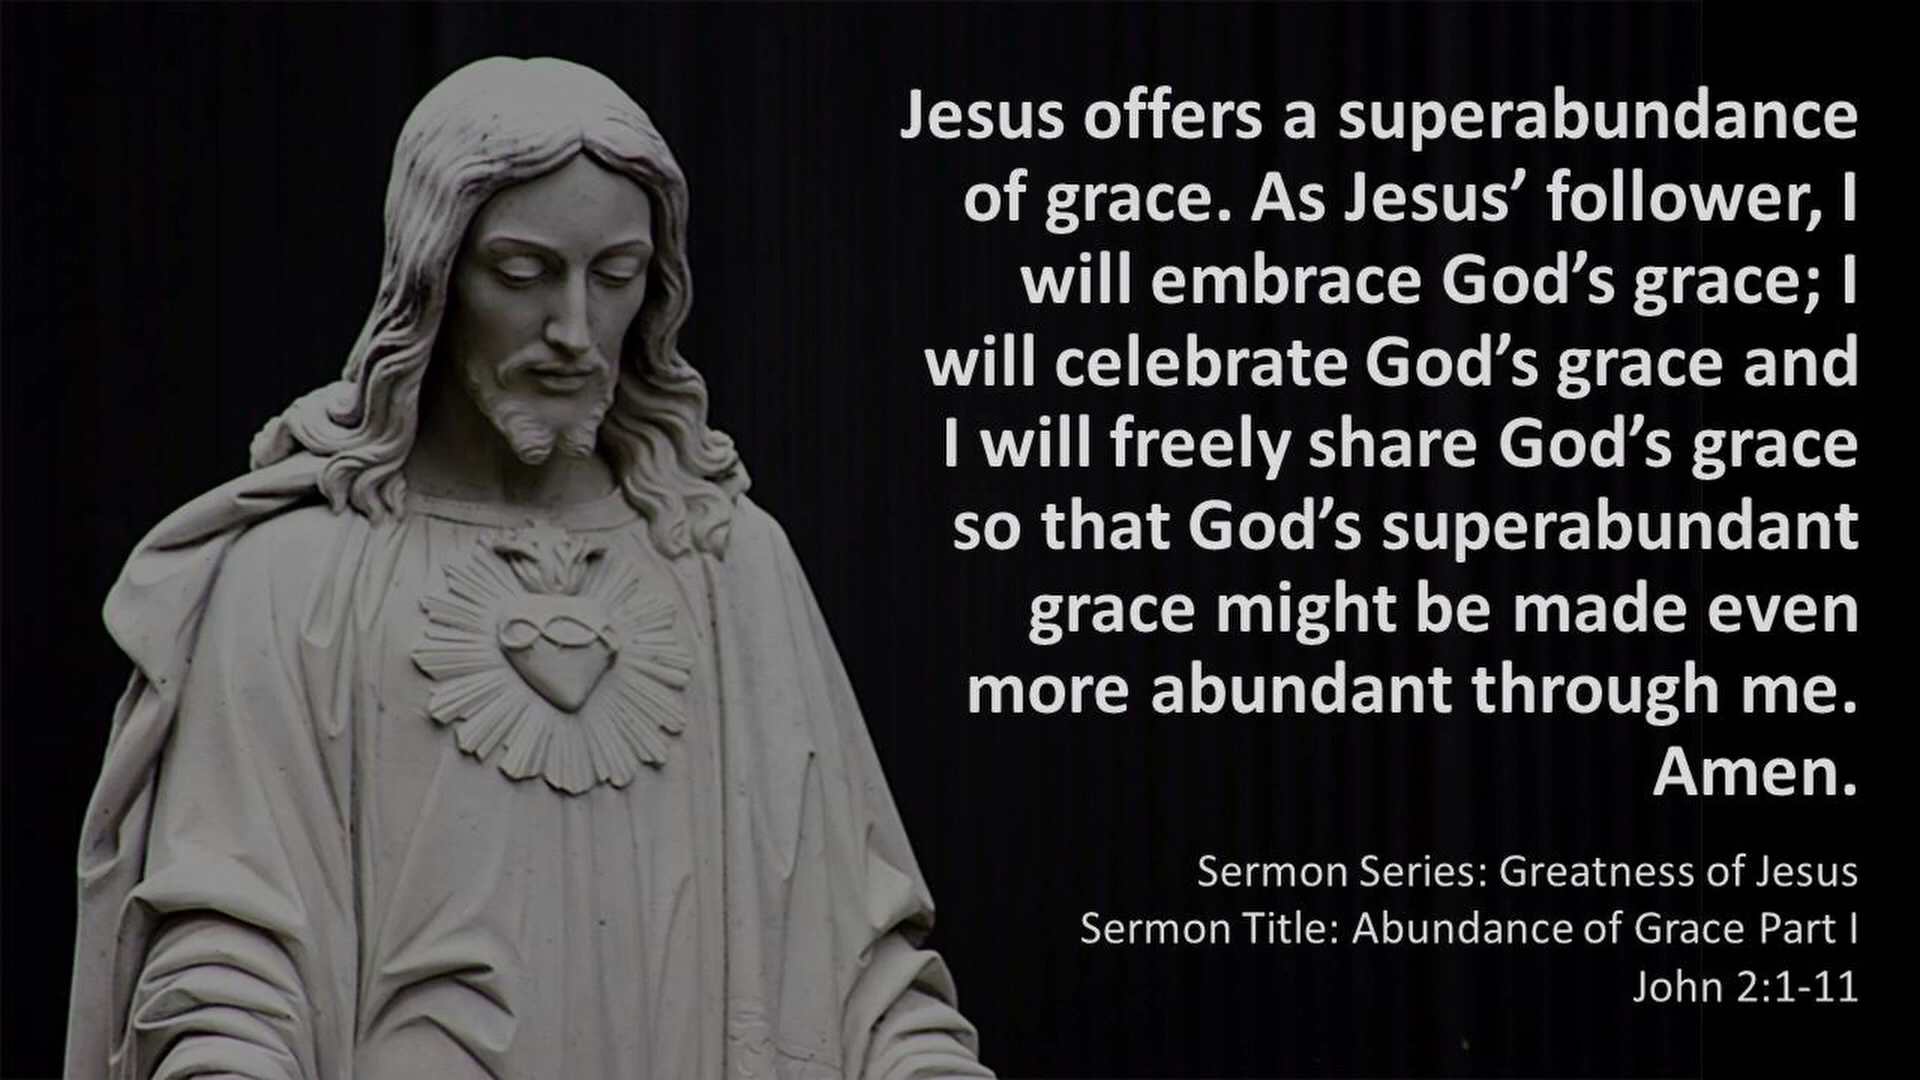 Jesus offers a superabundance
of grace. As Jesus’ follower, I
will embrace God’s grace; I
will celebrate God’s grace and
I will freely share God’s grace
so that God’s superabundant
grace might be made even
more abundant through me.
Amen.
Sermon Series: Greatness of Jesus
Sermon Title: Abundance of Grace Part I
John 2:1-11